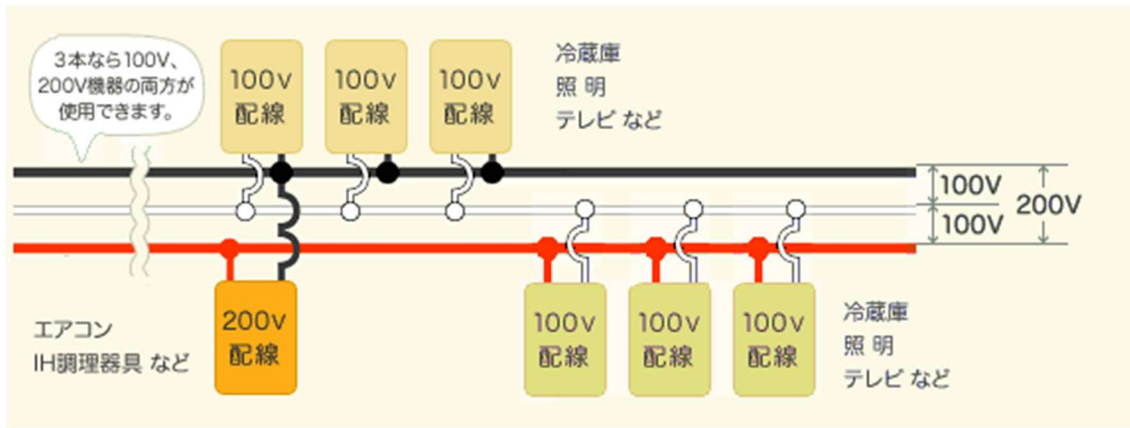 3本なら100V、
200V機器の両方が
使用できます。
100V
配線
100V
配線
100V
配線
冷蔵庫
照 明
テレビ など
100V
100V
200V
エアコン
IH調理器具 など
200V
配線
100V
配線
100V
配線
100V
配線
冷蔵庫
照 明
テレビ など